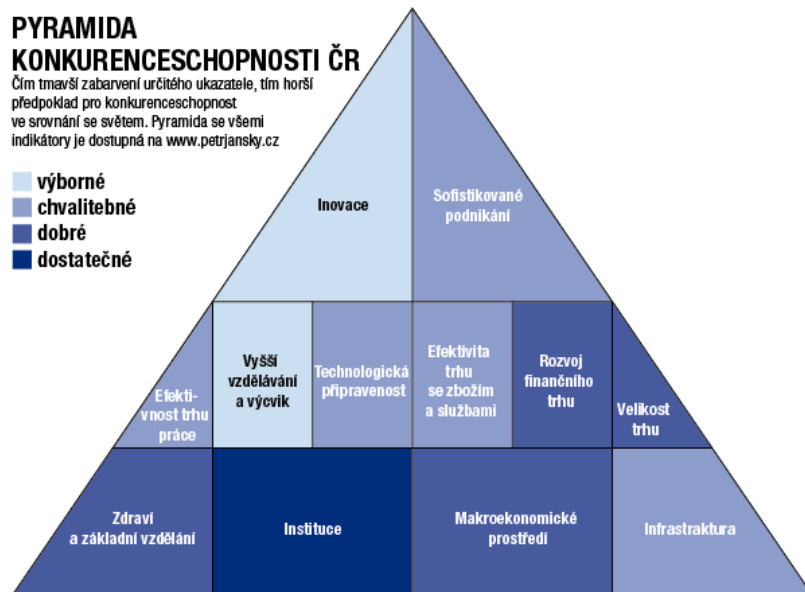 PYRAMIDA
KONKURENCESCHOPNOSTI ČR
Čím tmavší zabarvení určitého ukazatele, tím horší
předpoklad pro konkurenceschopnost
ve srovnání se světem. Pyramida se všemi
indikátory je dostupná na www.petrjansky.cz
výborné
chvalitebné
dobré
dostatečné
Inovace
Sofistikované
podnikání
Efekti-
vnost trhu
práce
Vyšší
vzdělávání
a výcvik
Technologická
připravenost
Efektivita
trhu
se zbožím
a službami
Rozvoj
finančního
trhu
Velikost
trhu
Zdraví
a základní vzdělání
Instituce
Makroekonomické
prostředí
Infrastraktura